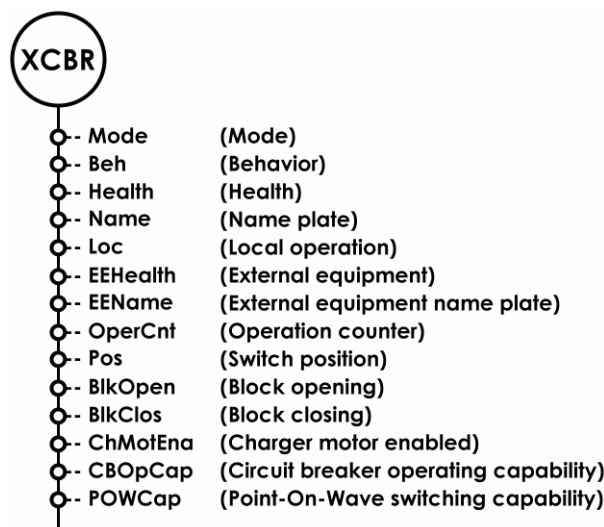 XCBR
Mode (Mode)
Beh (Behavior)
Health (Health)
Name (Name plate)
Loc (Local operation)
EEHealth (External equipment)
EEName (External equipment name plate)
OperCnt (Operation counter)
Pos (Switch position)
BlkOpen (Block opening)
BlkClos (Block closing)
ChMotEna (Charger motor enabled)
CBOpCap (Circuit breaker operating capability)
POWCap (Point-On-Wave switching capability)